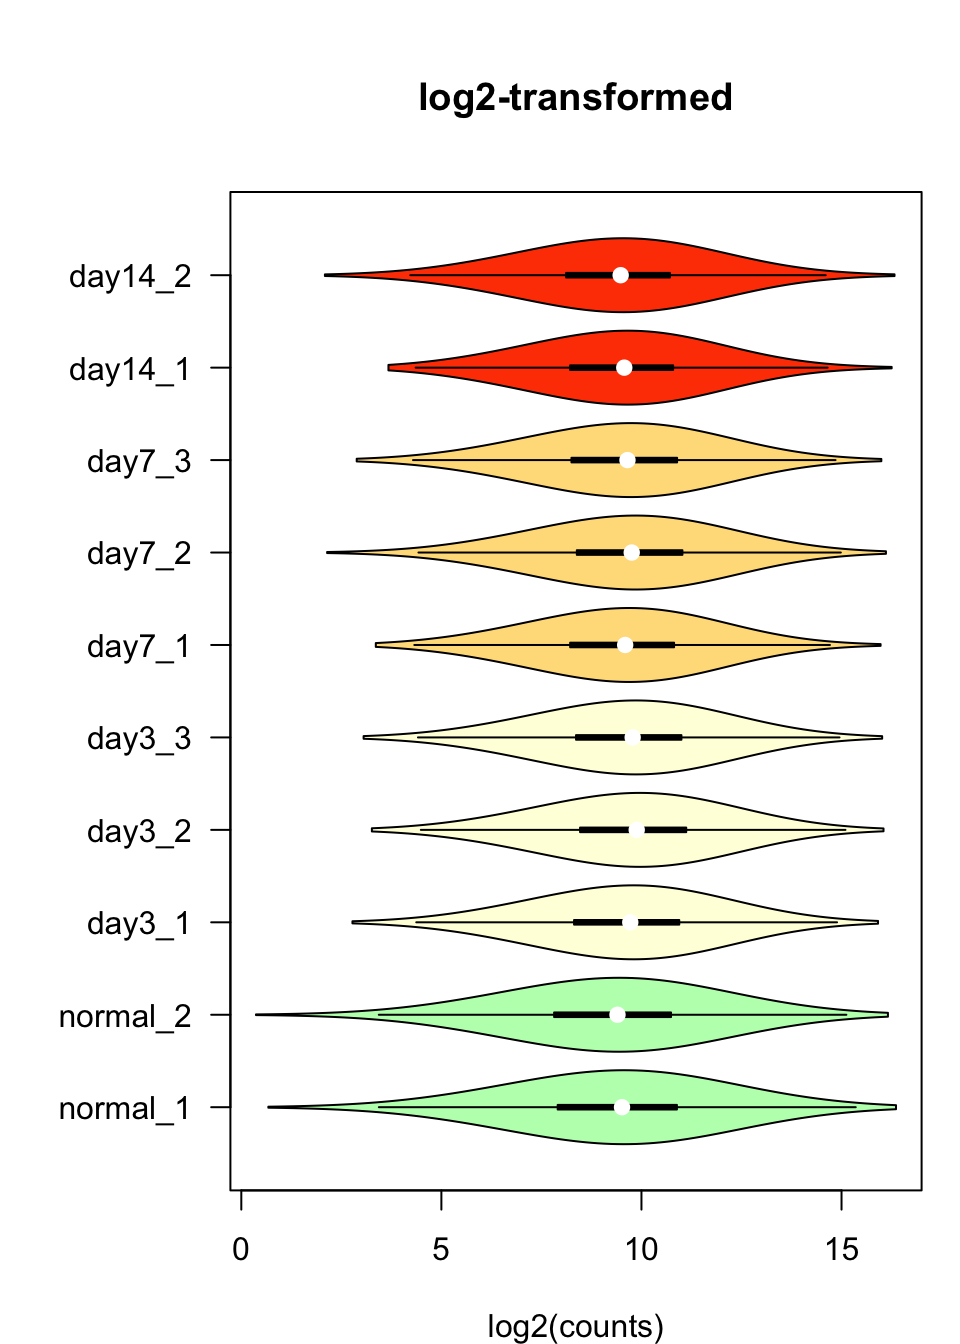 log2-transformed
day14_2
day14_1
day7_3
day7_2
day7_1
day3_3
day3_2
day3_1
normal_2
normal_1
0 5 10 15
log2(counts)